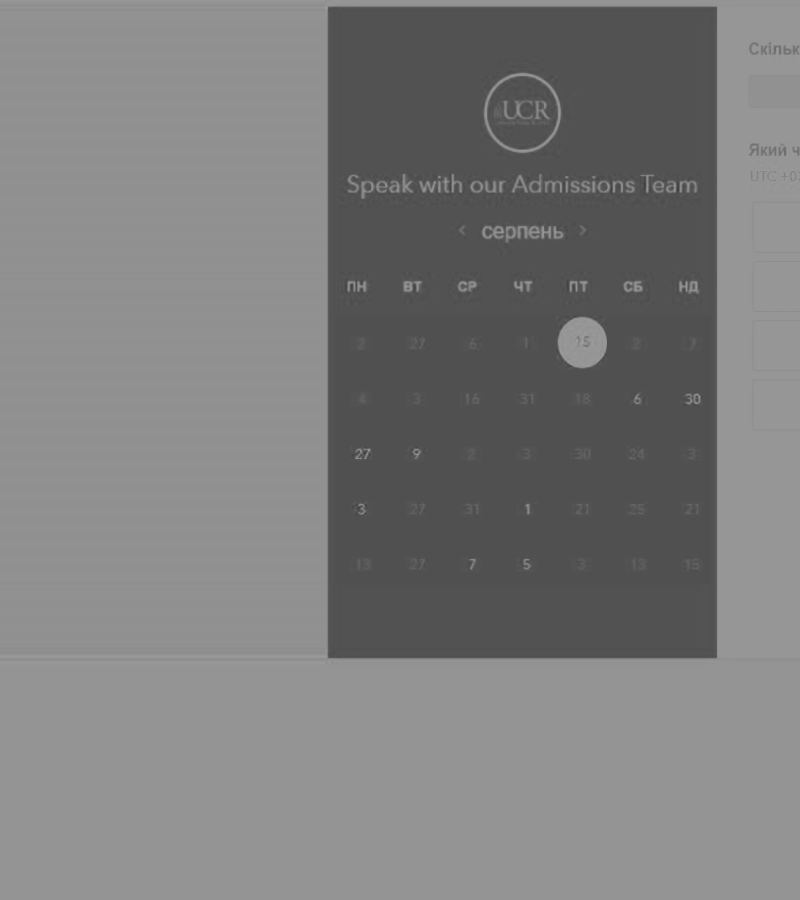 UCR
Speak with our Admissions Team
< серпень >
ПН ВТ СР ЧТ ПТ СБ НД
2 27 6 1 15 2 7
4 3 16 31 18 6 30
27 9 2 3 30 24 3
3 27 31 1 21 25 21
13 27 7 5 3 13 15
Скільк
Який ч
UTC +03